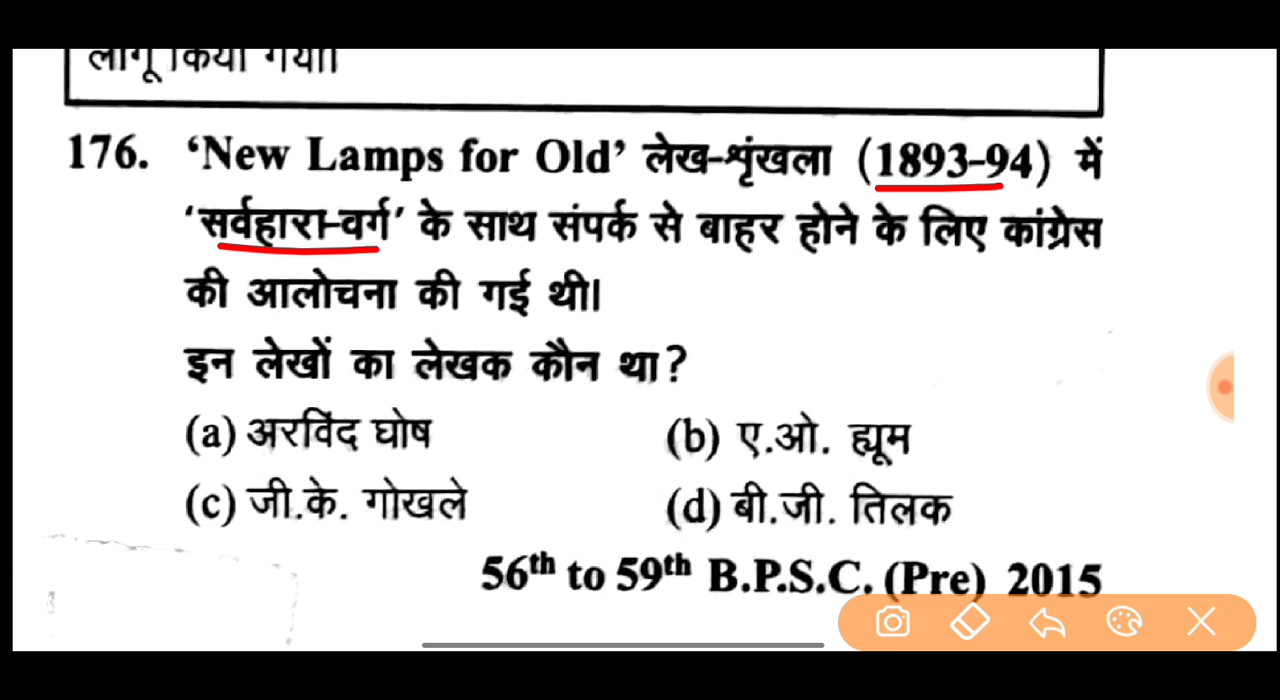 लागू किया गया।
176. ‘New Lamps for Old’ लेख-शृंखला (1893-94) में
‘सर्वहारा-वर्ग’ के साथ संपर्क से बाहर होने के लिए कांग्रेस
की आलोचना की गई थी।
इन लेखों का लेखक कौन था?
(a) अरविंद घोष (b) ए.ओ. ह्यूम
(c) जी.के. गोखले (d) बी.जी. तिलक
56th to 59th B.P.S.C. (Pre) 2015